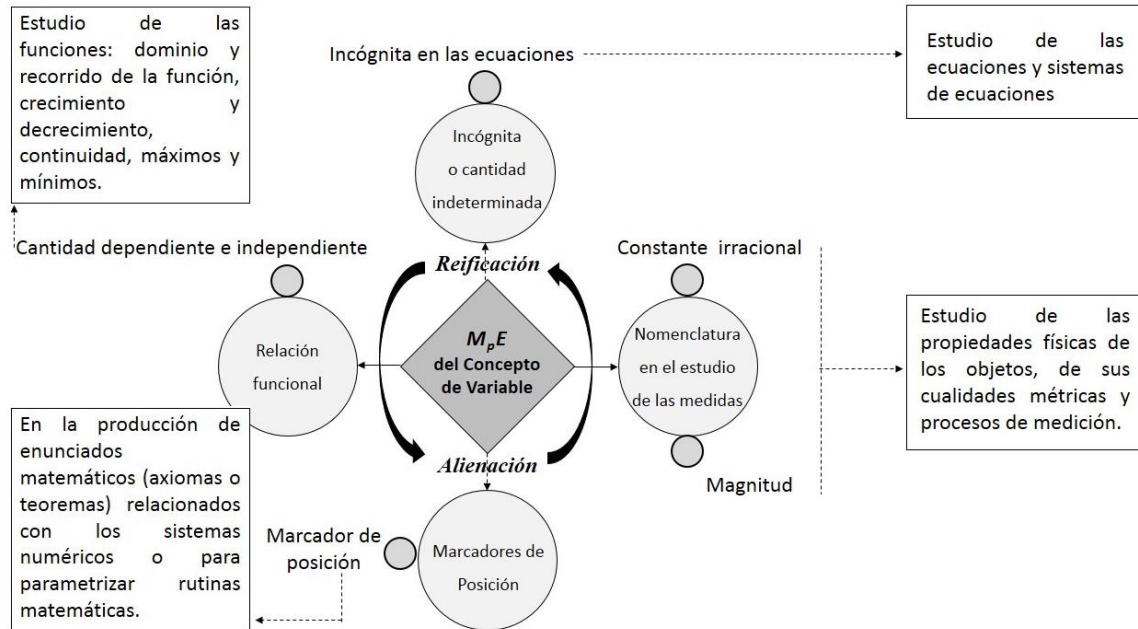 Estudio de las
funciones: dominio y
recorrido de la función,
crecimiento y
decrecimiento,
continuidad, máximos y
mínimos.
Incógnita en las ecuaciones
Estudio de las
ecuaciones y sistemas
de ecuaciones
Incógnita
o cantidad
indeterminada
Cantidad dependiente e independiente
Constante irracional
Reificación
Relación
funcional
MpE
del Concepto
de Variable
Nomenclatura
en el estudio
de las medidas
Estudio de las
propiedades físicas de
los objetos, de sus
cualidades métricas y
procesos de medición.
En la producción de
enunciados
matemáticos (axiomas o
teoremas) relacionados
con los sistemas
numéricos o para
parametrizar rutinas
matemáticas.
Alienación
Magnitud
Marcador de
posición
Marcadores de
Posición